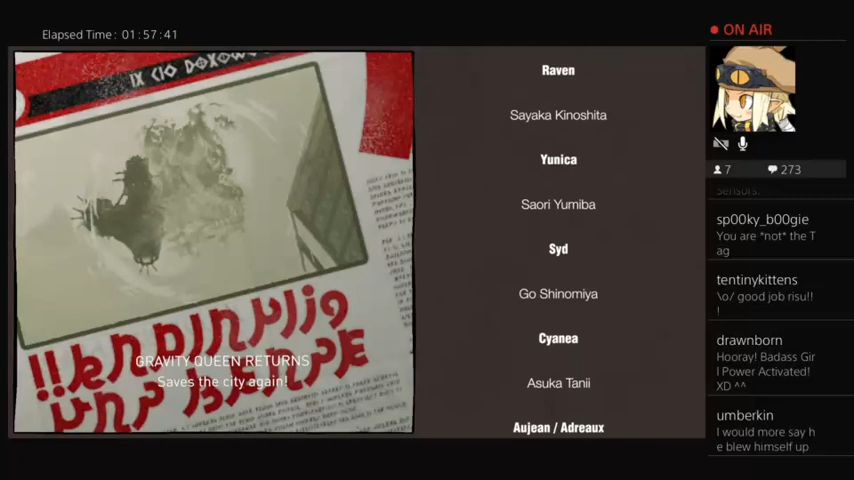 Elapsed Time : 01:57:41
ON AIR
GRAVITY QUEEN RETURNS
Saves the city again!
Raven
Sayaka Kinoshita
Yunica
Saori Yumiba
Syd
Go Shinomiya
Cyanea
Asuka Tanii
Aujean / Adreaux
7
273
Sensors.
sp00ky_b00gie
You are *not* the T
ag
tentinykittens
\o/ good job risu!!
!
drawnborn
Hooray! Badass Gir
l Power Activated!
XD ^^
umberkin
I would more say h
e blew himself up